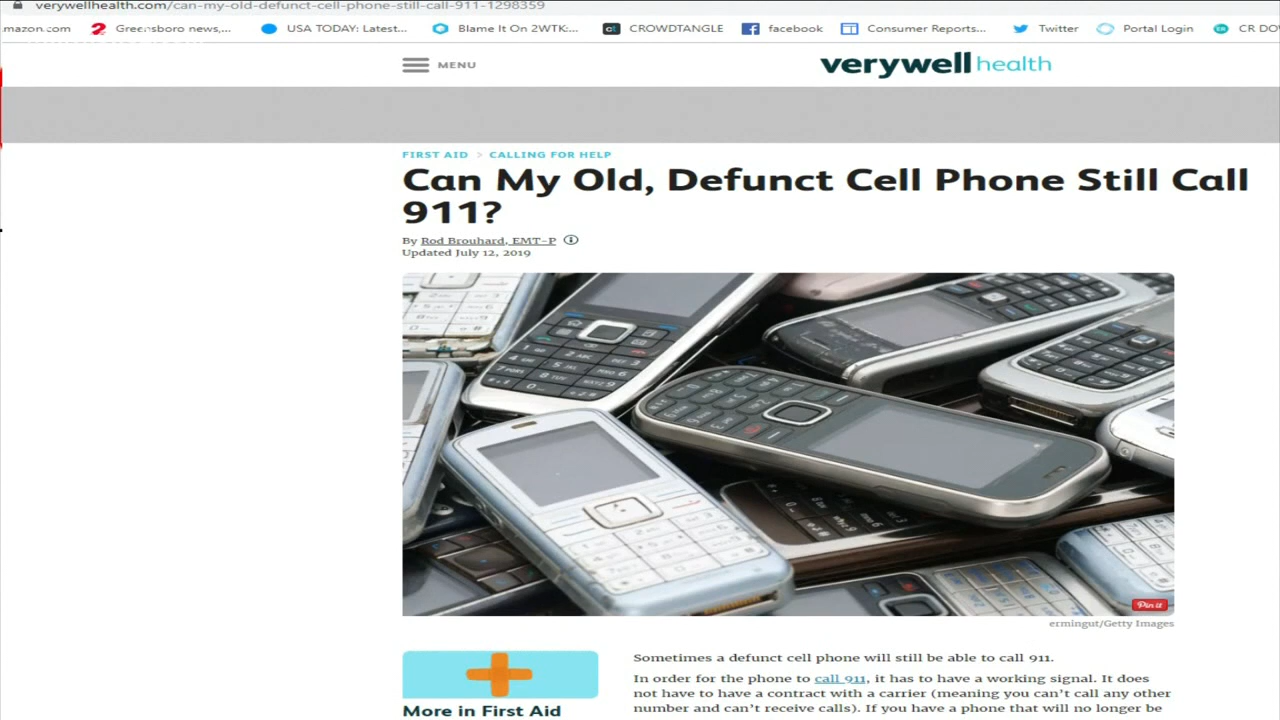 verywellhealth.com/can-my-old-defunct-cell-phone-still-call-911-1298359
mazon.com Greensboro news,... USA TODAY: Latest... Blame It On 2WTK:... CROWDTANGLE facebook Consumer Reports... Twitter Portal Login CR DO
MENU
verywell health
FIRST AID > CALLING FOR HELP
Can My Old, Defunct Cell Phone Still Call
911?
By Rod Brouhard, EMT-P
Updated July 12, 2019
Pin it
ermingut/Getty Images
Sometimes a defunct cell phone will still be able to call 911.
In order for the phone to call 911, it has to have a working signal. It does
not have to have a contract with a carrier (meaning you can't call any other
number and can't receive calls). If you have a phone that will no longer be
More in First Aid